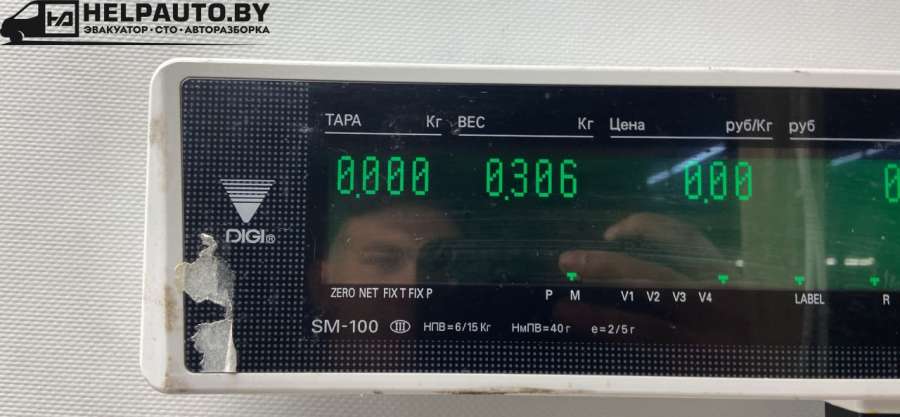 HELPAUTO.BY
ЭВАКУАТОР·СТО·АВТОРАЗБОРКА
ТАРА Кг ВЕС Кг Цена руб/Кг руб
0.000 0.306 0.00 0
DIGI®
ZERO NET FIX T FIX P P M V1 V2 V3 V4 LABEL R
SM-100 III НПВ=6/15 Кг НмПВ=40 г e=2/5 г